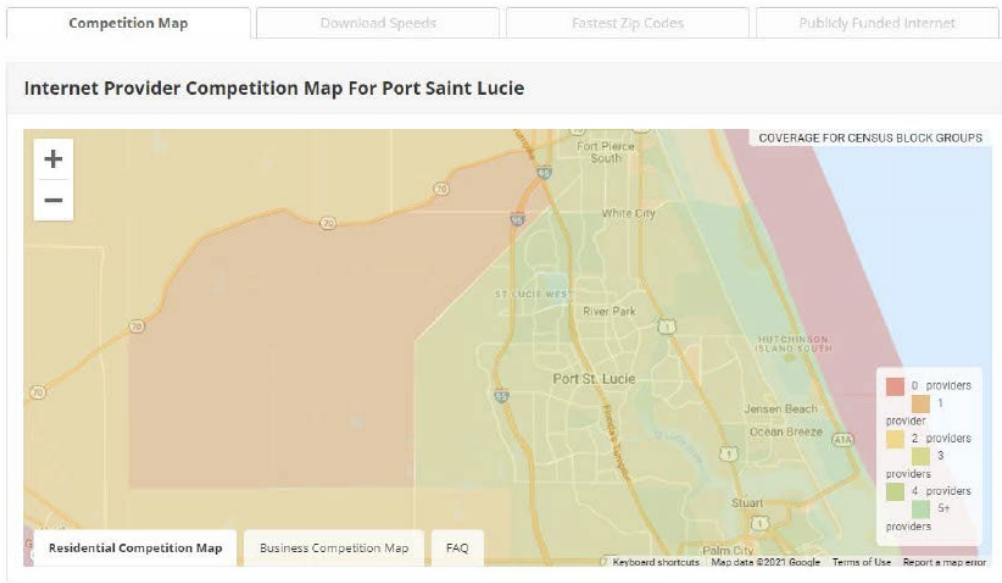 Competition Map
Download Speeds
Fastest Zip Codes
Publicly Funded Internet
Internet Provider Competition Map For Port Saint Lucie
COVERAGE FOR CENSUS BLOCK GROUPS
+
−
Fort Pierce
South
95
70
White City
70
95
ST LUCIE WEST
River Park
70
1
HUTCHINSON
ISLAND SOUTH
Port St. Lucie
70
95
Jensen Beach
Ocean Breeze
A1A
1
Florida's Turnpike
Stuart
1
Palm City
0 providers
1
provider
2 providers
3
providers
4 providers
5+
providers
Residential Competition Map
Business Competition Map
FAQ
Keyboard shortcuts
Map data ©2021 Google
Terms of Use
Report a map error